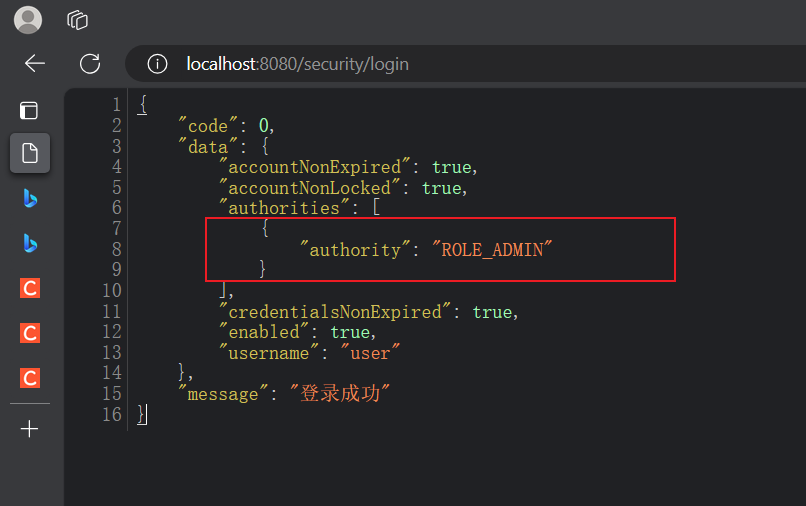 localhost:8080/security/login
1 {
2 "code": 0,
3 "data": {
4 "accountNonExpired": true,
5 "accountNonLocked": true,
6 "authorities": [
7 {
8 "authority": "ROLE_ADMIN"
9 }
10 ],
11 "credentialsNonExpired": true,
12 "enabled": true,
13 "username": "user"
14 },
15 "message": "登录成功"
16 }
C
C
C